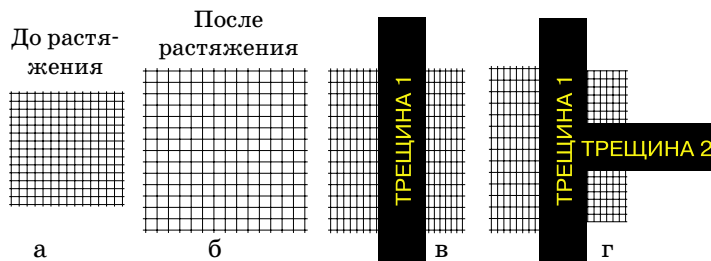 До растя-
жения
После
растяжения
ТРЕЩИНА 1
ТРЕЩИНА 1
ТРЕЩИНА 2
а
б
в
г